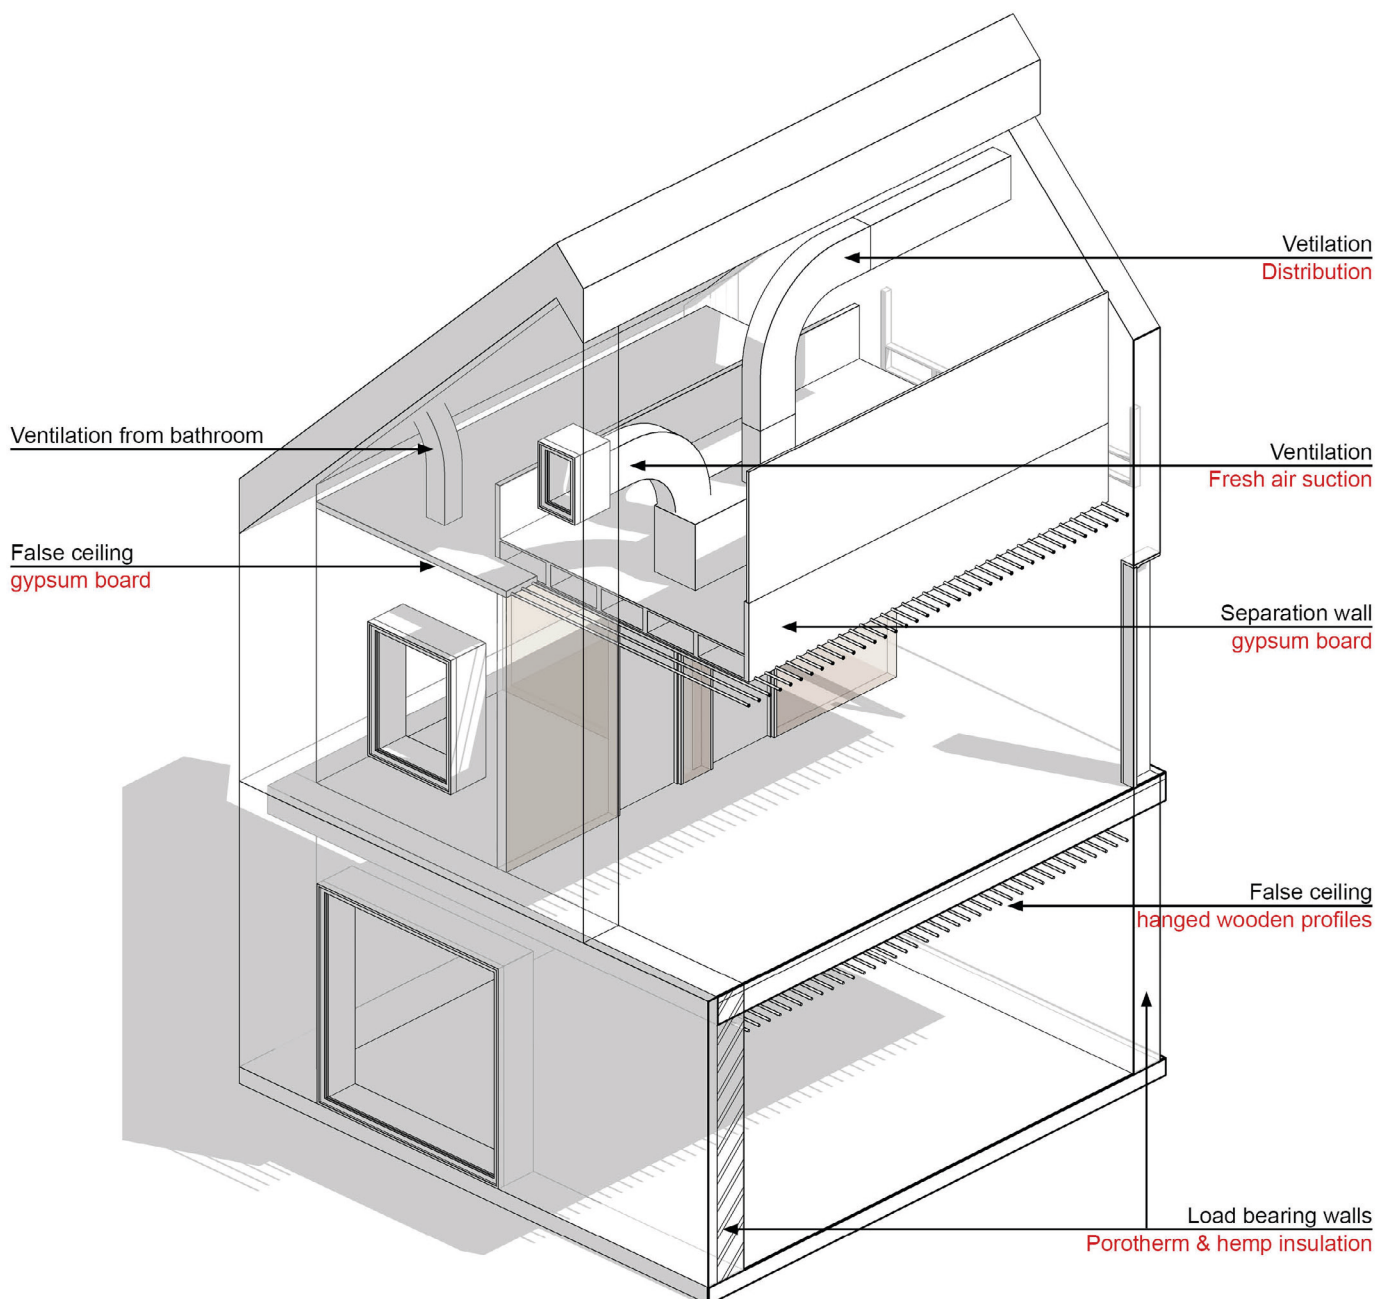 Vetilation
Distribution
Ventilation from bathroom
Ventilation
Fresh air suction
False ceiling
gypsum board
Separation wall
gypsum board
False ceiling
hanged wooden profiles
Load bearing walls
Porotherm & hemp insulation